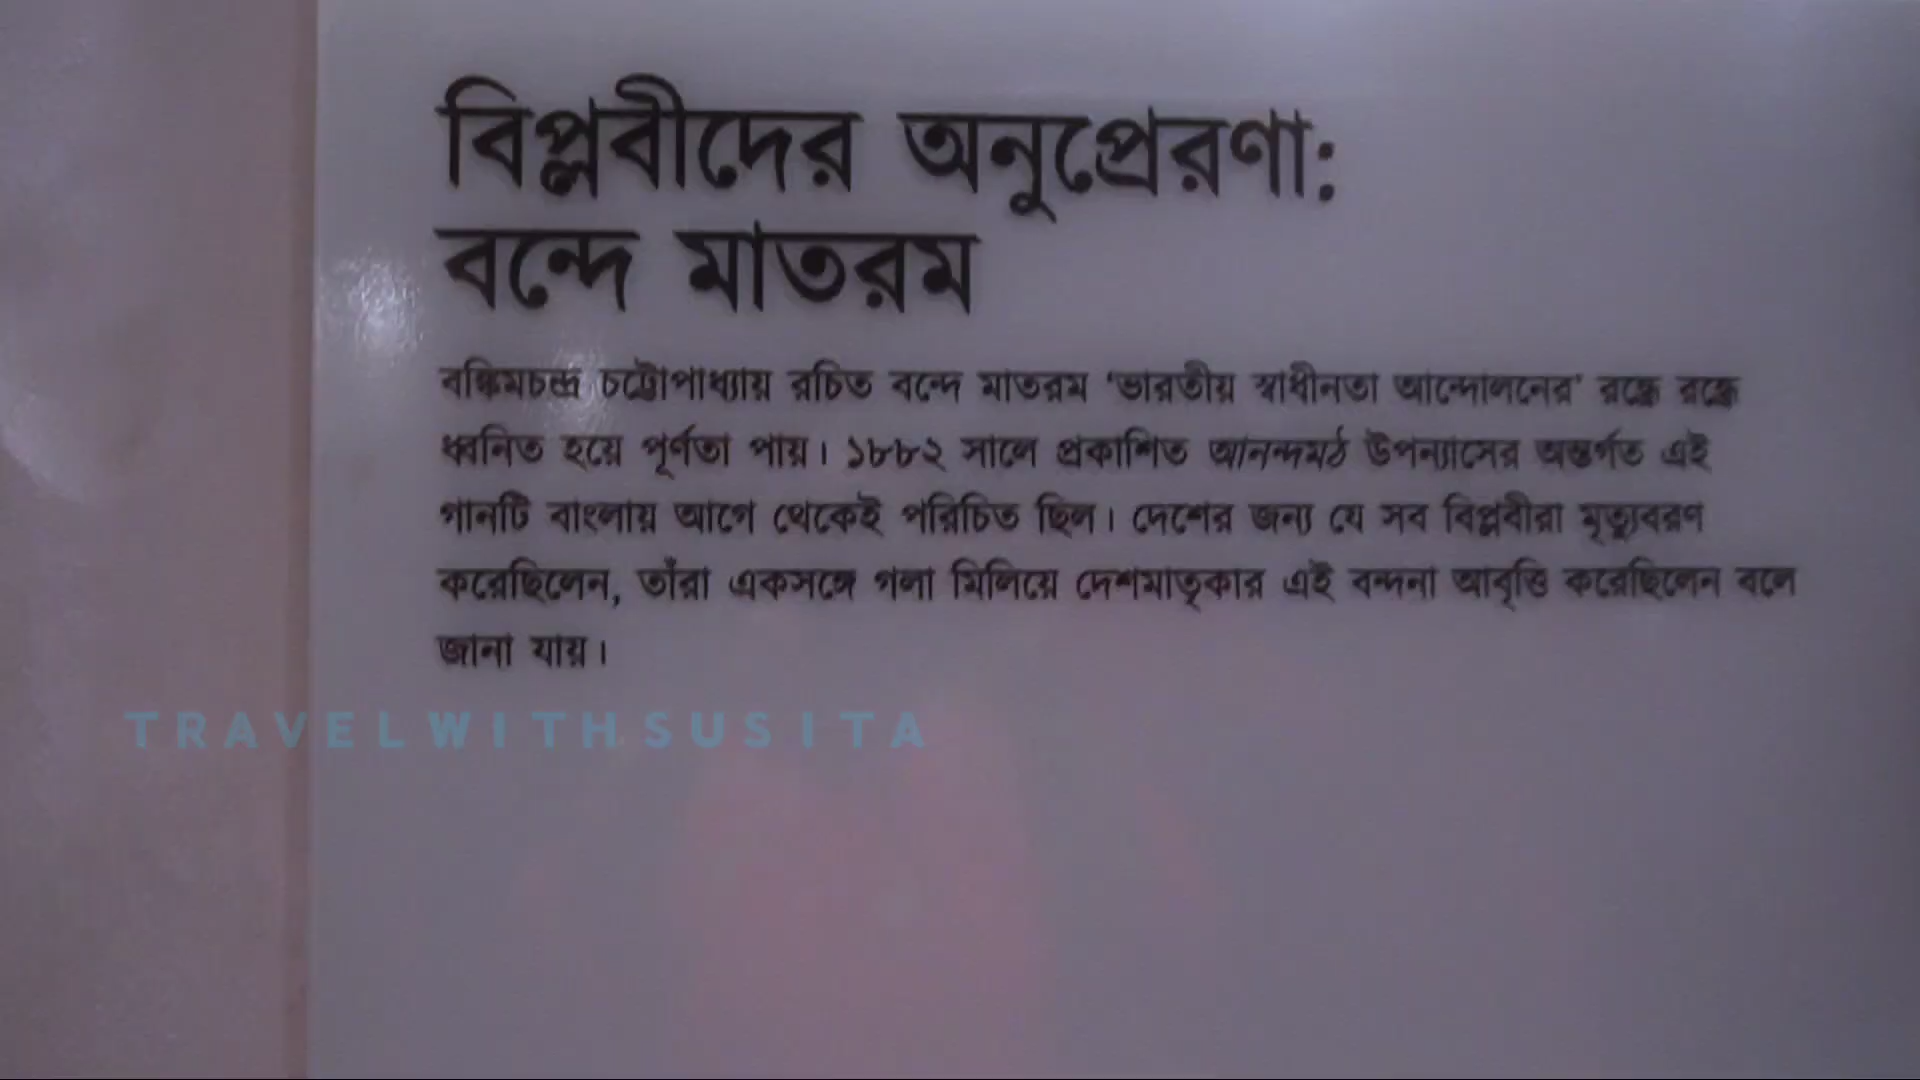 বিপ্লবীদের অনুপ্রেরণা:
বন্দে মাতরম
বঙ্কিমচন্দ্র চট্টোপাধ্যায় রচিত বন্দে মাতরম ‘ভারতীয় স্বাধীনতা আন্দোলনের’ রন্ধ্রে রন্ধ্রে
ধ্বনিত হয়ে পূর্ণতা পায়। ১৮৮২ সালে প্রকাশিত আনন্দমঠ উপন্যাসের অন্তর্গত এই
গানটি বাংলায় আগে থেকেই পরিচিত ছিল। দেশের জন্য যে সব বিপ্লবীরা মৃত্যুবরণ
করেছিলেন, তাঁরা একসঙ্গে গলা মিলিয়ে দেশমাতৃকার এই বন্দনা আবৃত্তি করেছিলেন বলে
জানা যায়।
TRAVELWITHSUSITA